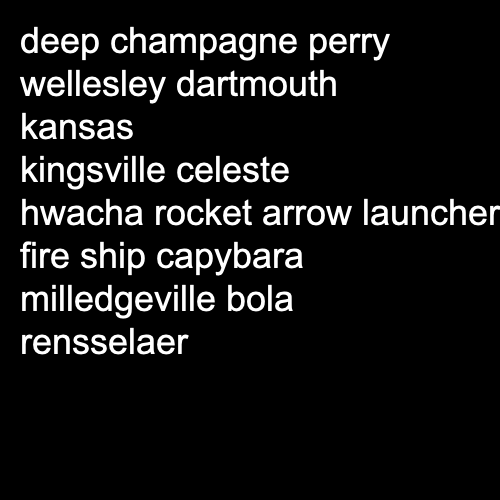 deep champagne perry
wellesley dartmouth
kansas
kingsville celeste
hwacha rocket arrow launcher
fire ship capybara
milledgeville bola
rensselaer